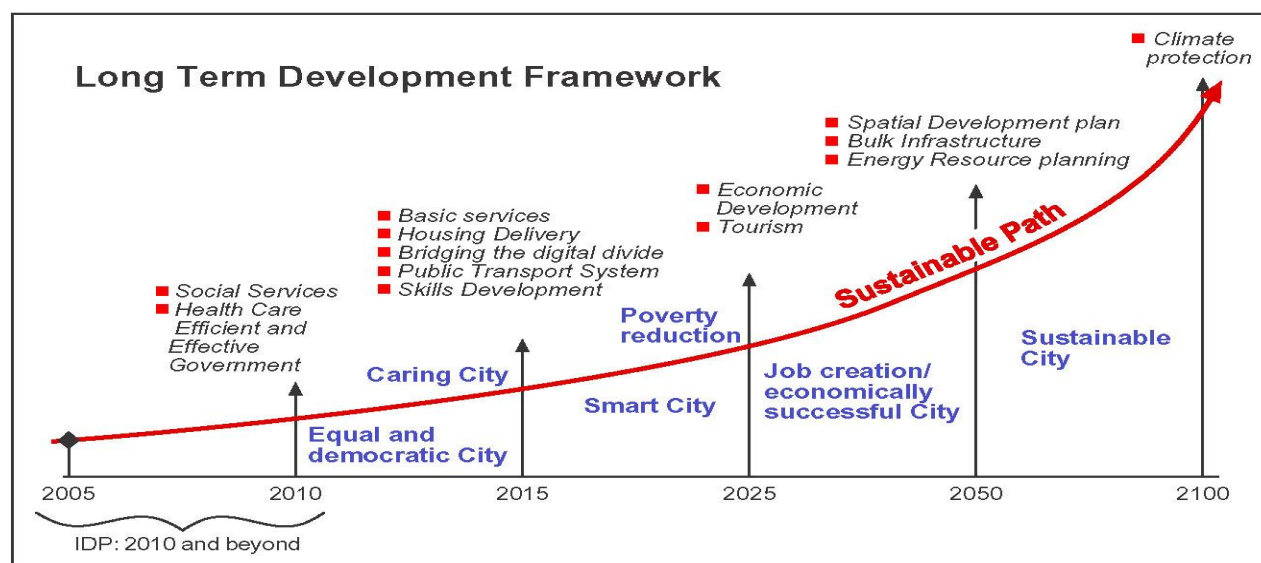 Long Term Development Framework
Climate
protection
Spatial Development plan
Bulk Infrastructure
Energy Resource planning
Economic
Development
Tourism
Basic services
Housing Delivery
Bridging the digital divide
Public Transport System
Skills Development
Social Services
Health Care
Efficient and
Effective
Government
Sustainable Path
Poverty
reduction
Caring City
Smart City
Equal and
democratic City
Job creation/
economically
successful City
Sustainable
City
2005
2010
2015
2025
2050
2100
IDP: 2010 and beyond